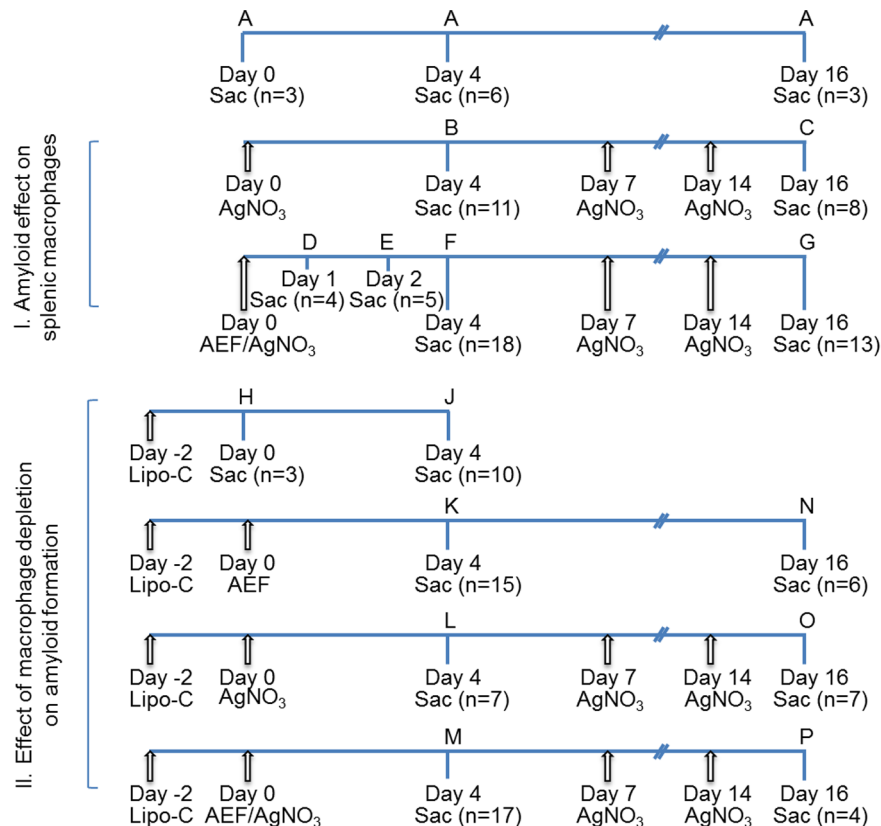 A A A
Day 0 Day 4 Day 16
Sac (n=3) Sac (n=6) Sac (n=3)
I. Amyloid effect on
splenic macrophages
B C
Day 0 Day 4 Day 7 Day 14 Day 16
AgNO₃ Sac (n=11) AgNO₃ AgNO₃ Sac (n=8)
D E F G
Day 1 Day 2
Sac (n=4) Sac (n=5)
Day 0 Day 4 Day 7 Day 14 Day 16
AEF/AgNO₃ Sac (n=18) AgNO₃ AgNO₃ Sac (n=13)
II. Effect of macrophage depletion
on amyloid formation
H J
Day -2 Day 0 Day 4
Lipo-C Sac (n=3) Sac (n=10)
K N
Day -2 Day 0 Day 4 Day 16
Lipo-C AEF Sac (n=15) Sac (n=6)
L O
Day -2 Day 0 Day 4 Day 7 Day 14 Day 16
Lipo-C AgNO₃ Sac (n=7) AgNO₃ AgNO₃ Sac (n=7)
M P
Day -2 Day 0 Day 4 Day 7 Day 14 Day 16
Lipo-C AEF/AgNO₃ Sac (n=17) AgNO₃ AgNO₃ Sac (n=4)